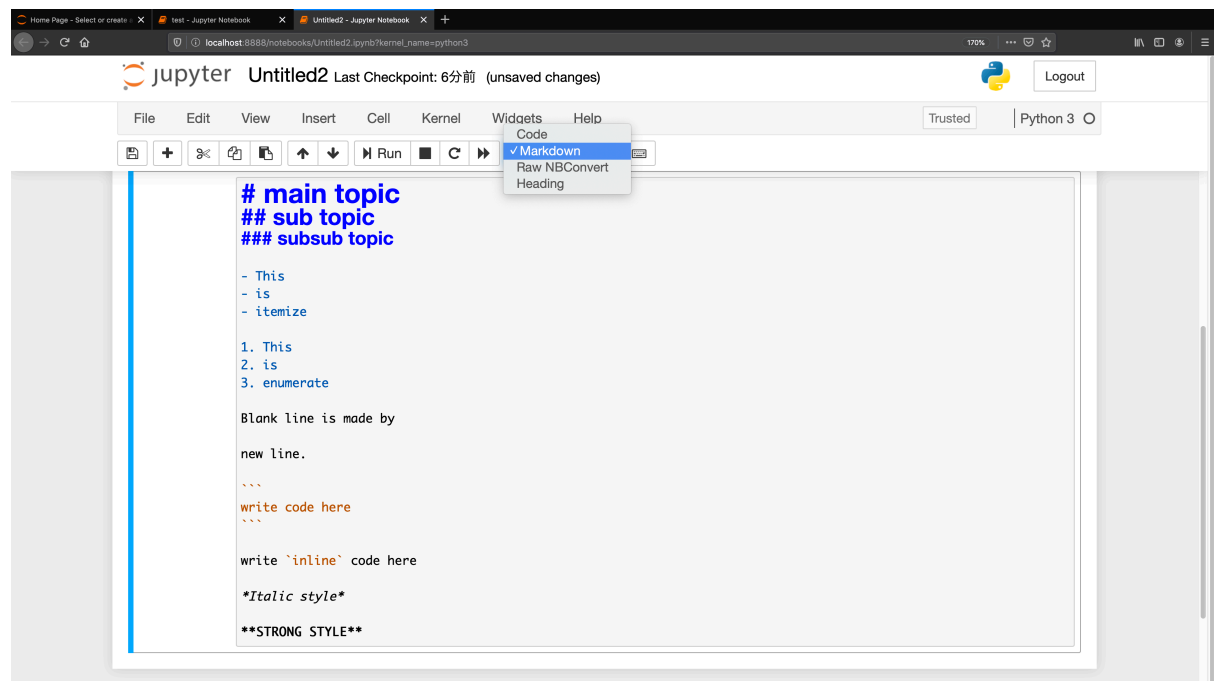 Home Page - Select or create a
test - Jupyter Notebook
Untitled2 - Jupyter Notebook
localhost:8888/notebooks/Untitled2.ipynb?kernel_name=python3
170%
jupyter Untitled2 Last Checkpoint: 6分前 (unsaved changes)
Logout
File Edit View Insert Cell Kernel Widgets Help
Trusted
Python 3
Run
Code
✓Markdown
Raw NBConvert
Heading
# main topic
## sub topic
### subsub topic
- This
- is
- itemize
1. This
2. is
3. enumerate
Blank line is made by
new line.
```
write code here
```
write `inline` code here
*Italic style*
**STRONG STYLE**